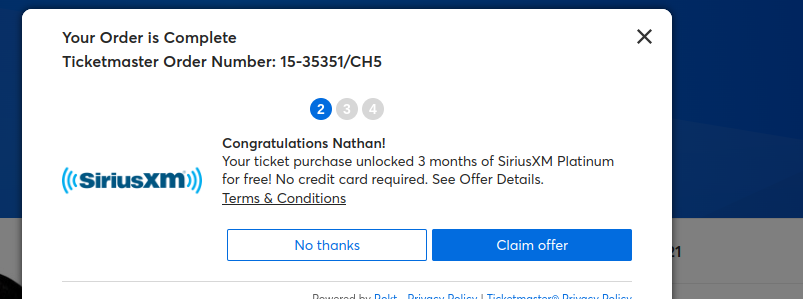 Your Order is Complete
Ticketmaster Order Number: 15-35351/CH5
2 3 4
Congratulations Nathan!
Your ticket purchase unlocked 3 months of SiriusXM Platinum
for free! No credit card required. See Offer Details.
Terms & Conditions
((SiriusXM))
No thanks
Claim offer
21
Powered by Rokt - Privacy Policy | Ticketmaster® Privacy Policy